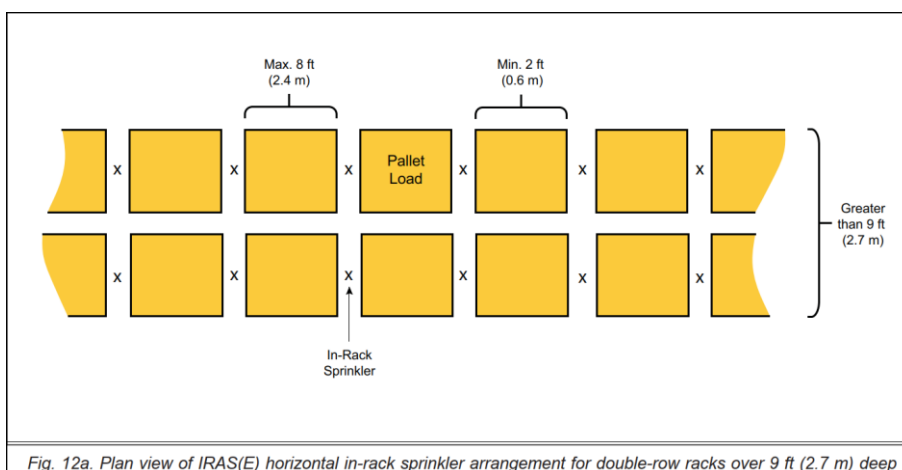 Max. 8 ft
(2.4 m)
Min. 2 ft
(0.6 m)
x x x Pallet Load x x x
Greater
than 9 ft
(2.7 m)
x x x x x x
In-Rack
Sprinkler
Fig. 12a. Plan view of IRAS(E) horizontal in-rack sprinkler arrangement for double-row racks over 9 ft (2.7 m) deep